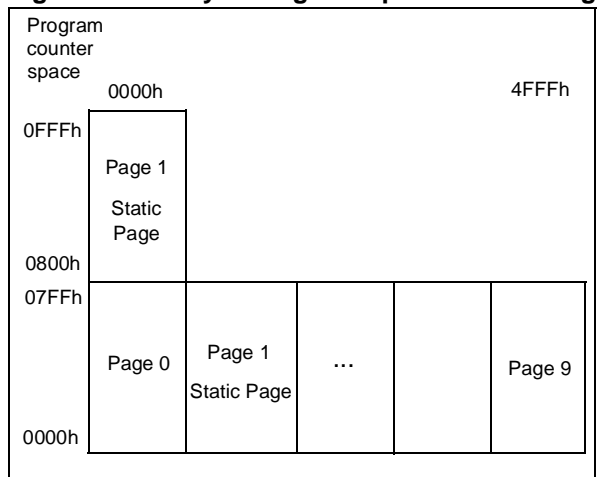 Program
counter
space
0000h
4FFFh
0FFFh
Page 1
Static
Page
0800h
07FFh
Page 0
Page 1
Static Page
...
Page 9
0000h